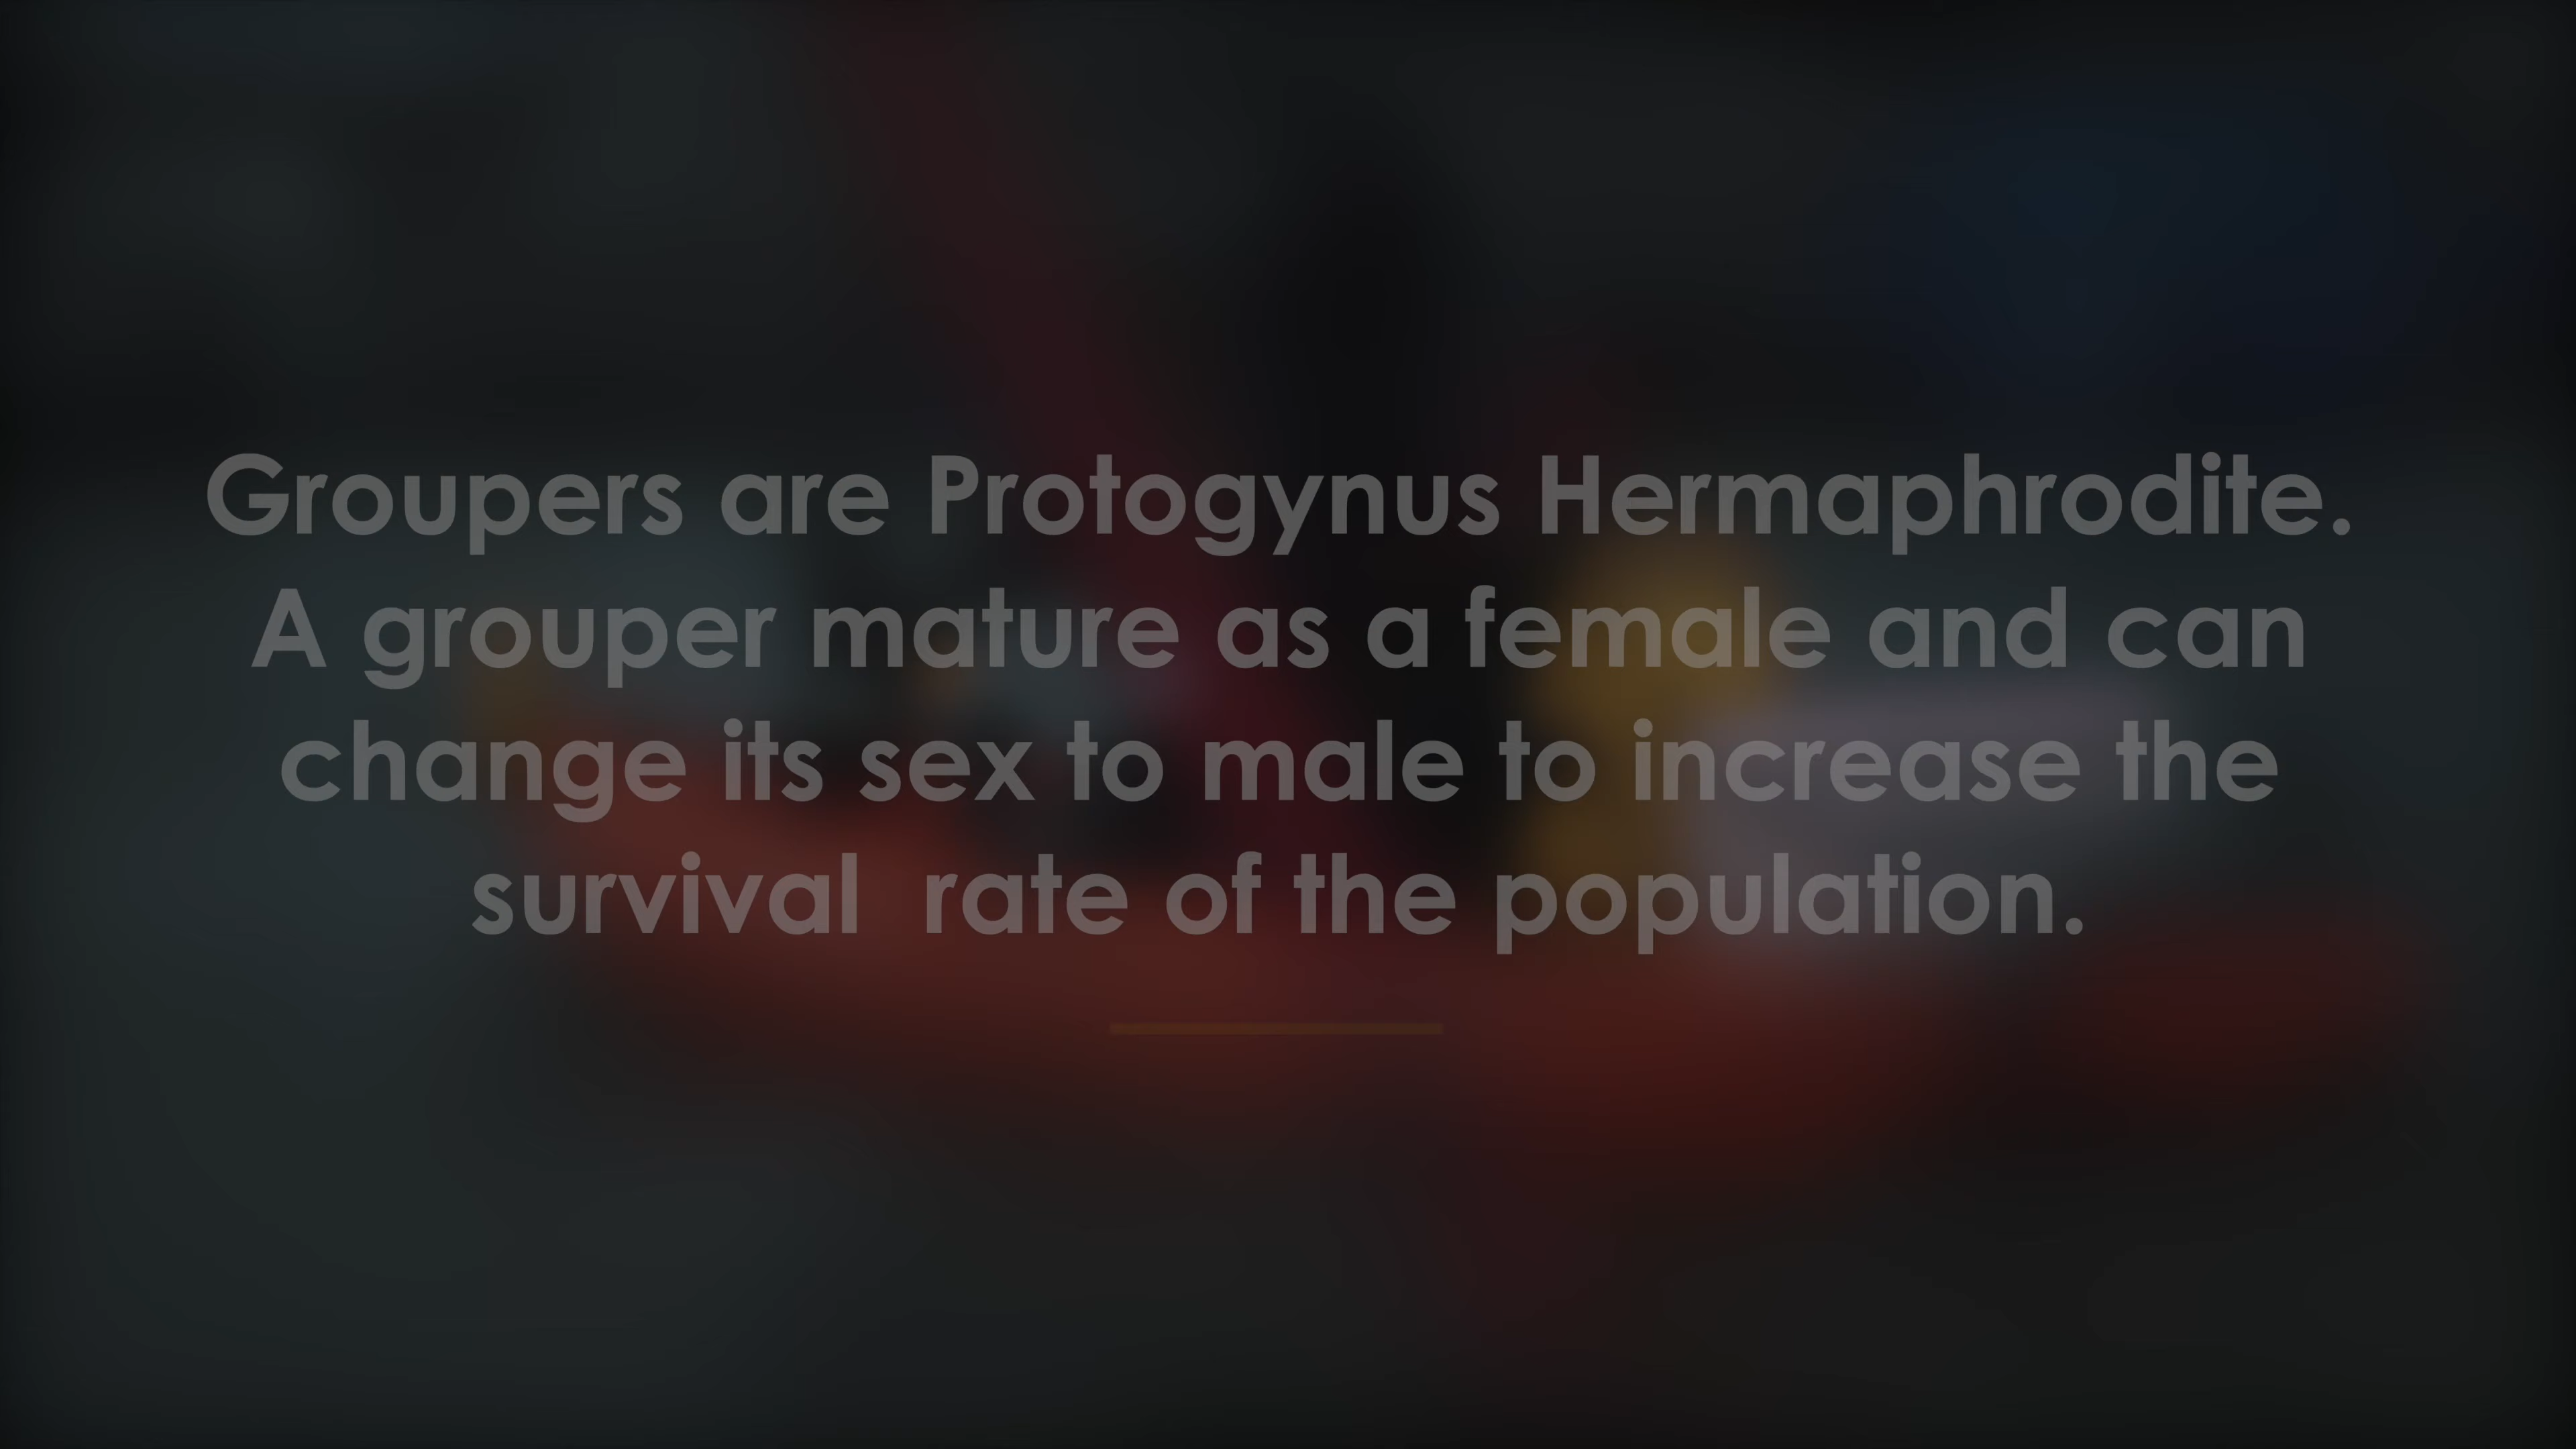 Groupers are Protogynus Hermaphrodite.
A grouper mature as a female and can
change its sex to male to increase the
survival  rate of the population.